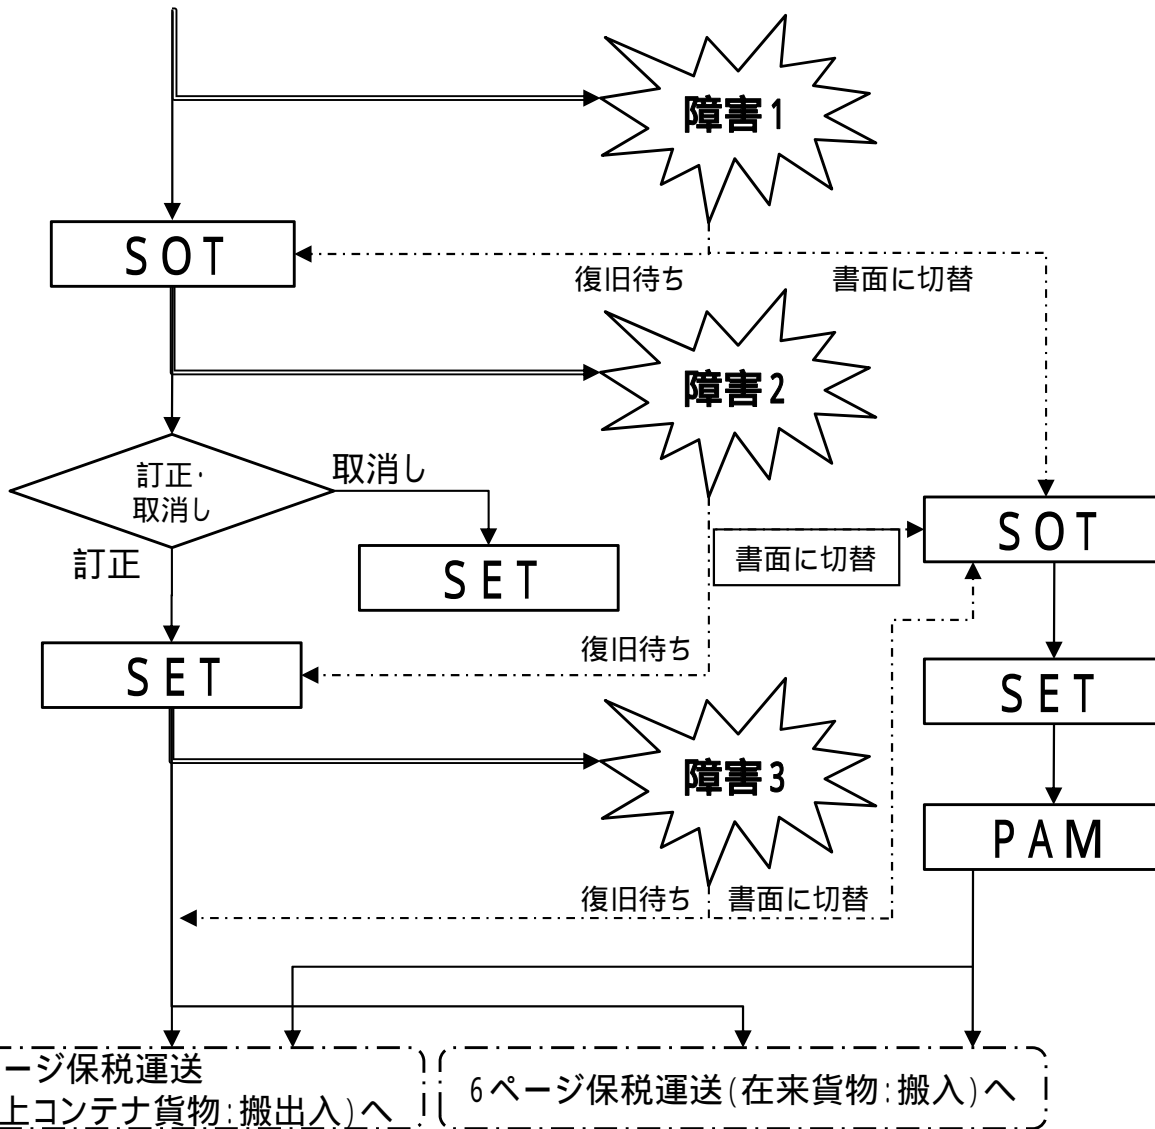 障害1
SOT
復旧待ち
書面に切替
障害2
訂正・
取消し
取消し
訂正
SOT
書面に切替
SET
復旧待ち
SET
SET
障害3
PAM
復旧待ち
書面に切替
ージ保税運送
上コンテナ貨物:搬出入)へ
6ページ保税運送(在来貨物:搬入)へ